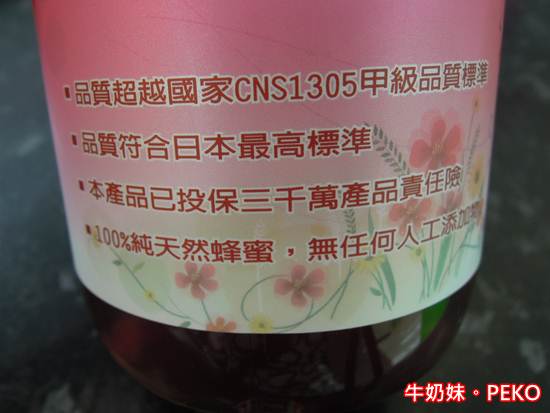 ▪品質超越國家CNS1305甲級品質標準
▪品質符合日本最高標準
▪本產品已投保三千萬產品責任險
▪100%純天然蜂蜜，無任何人工添加物
牛奶妹。PEKO